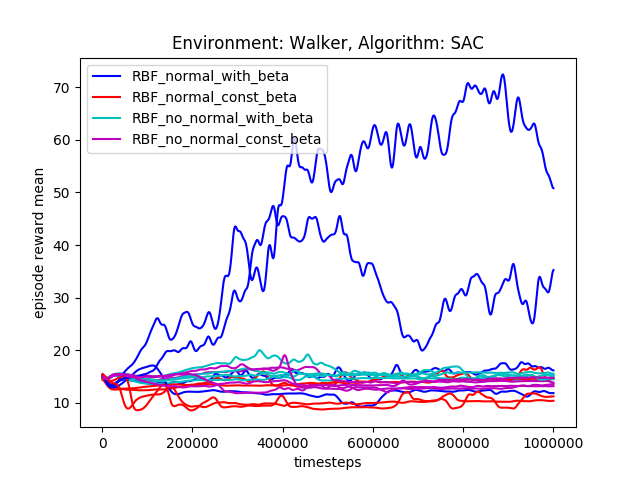 Environment: Walker, Algorithm: SAC
RBF_normal_with_beta
RBF_normal_const_beta
RBF_no_normal_with_beta
RBF_no_normal_const_beta
episode reward mean
70
60
50
40
30
20
10
0 200000 400000 600000 800000 1000000
timesteps